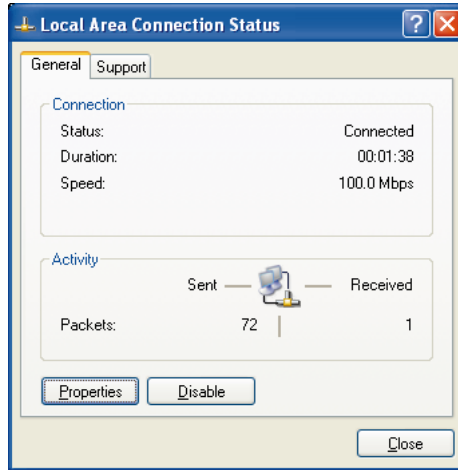 Local Area Connection Status
General Support
Connection
Status: Connected
Duration: 00:01:38
Speed: 100.0 Mbps
Activity
Sent Received
Packets: 72 1
Properties Disable
Close